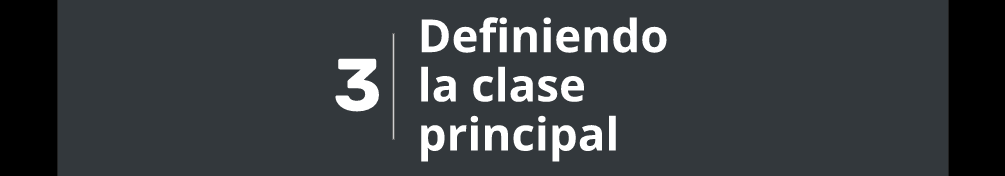 3
Definiendo
la clase
principal